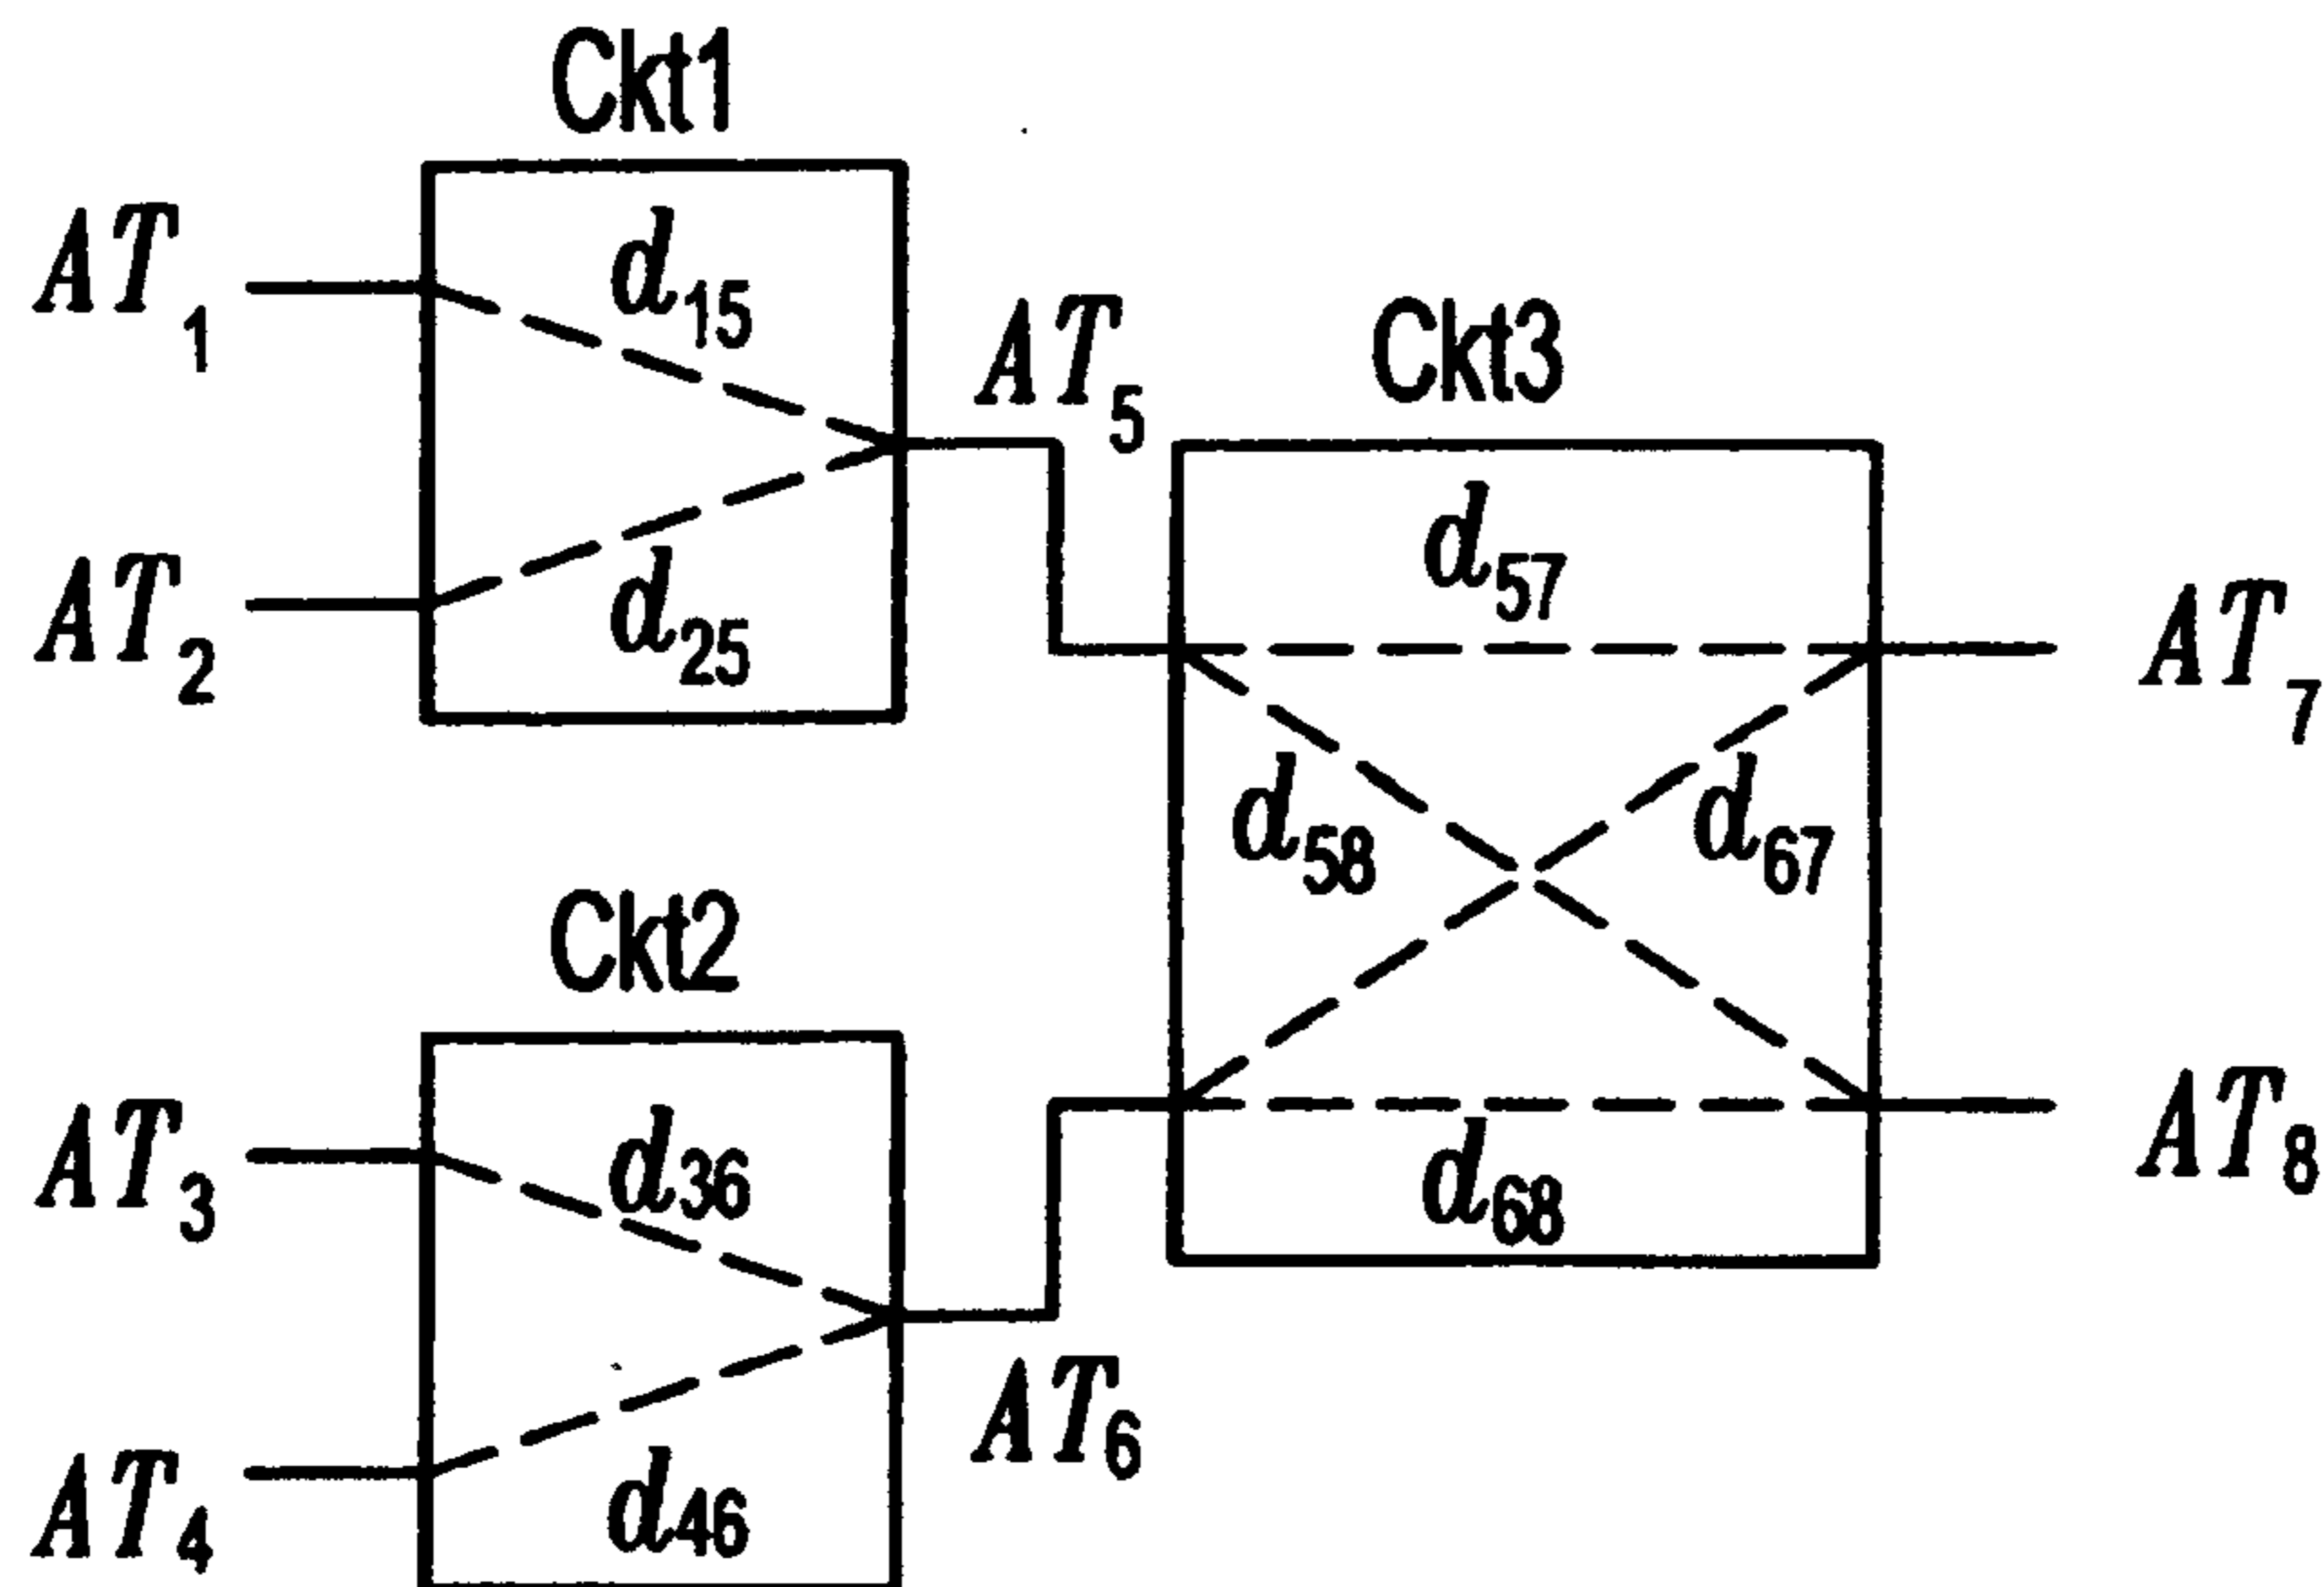 Ckt1
AT1
d15
AT2
d25
AT5
Ckt3
d57
AT7
d58
d67
Ckt2
AT3
d36
AT8
d68
AT6
AT4
d46